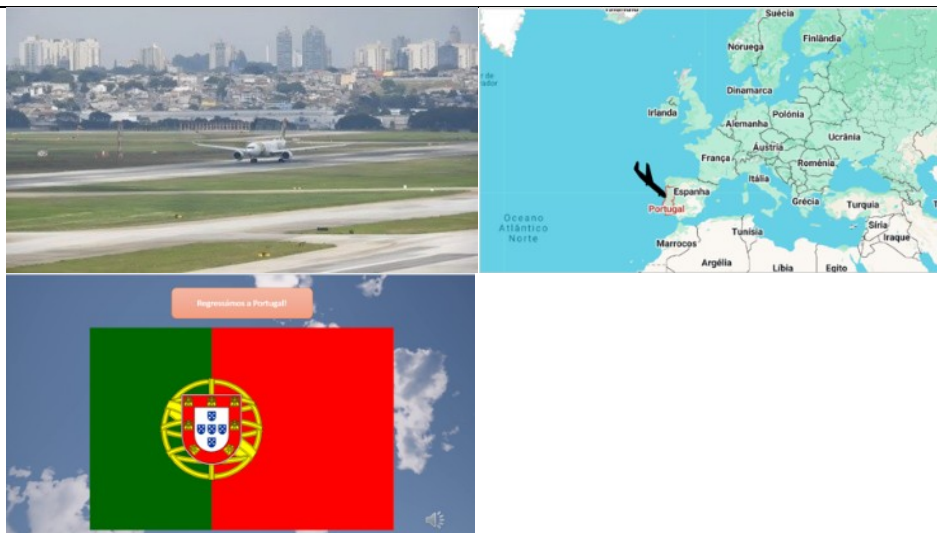 Suécia
Finlândia
Noruega
Dinamarca
Irlanda
Polónia
Alemanha
Ucrânia
Áustria
França
Roménia
Itália
Espanha
Portugal
Grécia
Turquia
Oceano
Atlântico
Norte
Síria
Tunísia
Iraque
Marrocos
Argélia
Líbia
Egito
Regressámos a Portugal!